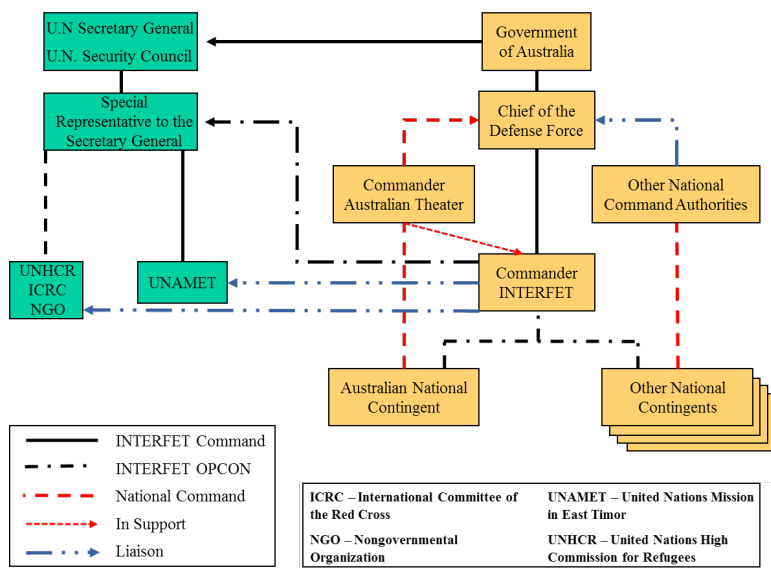 U.N Secretary General
U.N. Security Council
Government
of Australia
Special
Representative to the
Secretary General
Chief of the
Defense Force
Commander
Australian Theater
Other National
Command Authorities
UNHCR
ICRC
NGO
UNAMET
Commander
INTERFET
Australian National
Contingent
Other National
Contingents
INTERFET Command
INTERFET OPCON
National Command
In Support
Liaison
ICRC – International Committee of
the Red Cross
NGO – Nongovernmental
Organization
UNAMET – United Nations Mission
in East Timor
UNHCR – United Nations High
Commission for Refugees